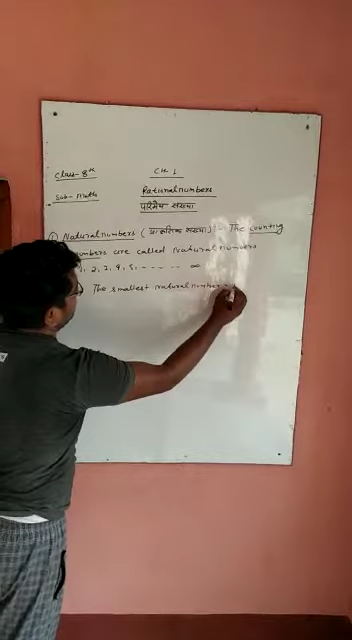 Class-8th
CH. 1
Sub- Math
Rational numbers
परिमेय संख्या
① Natural numbers (प्राकृतिक संख्या) :- The counting
numbers are called natural numbers
, 2, 3, 4, 5, - - - - - - ∞
The smallest natural number